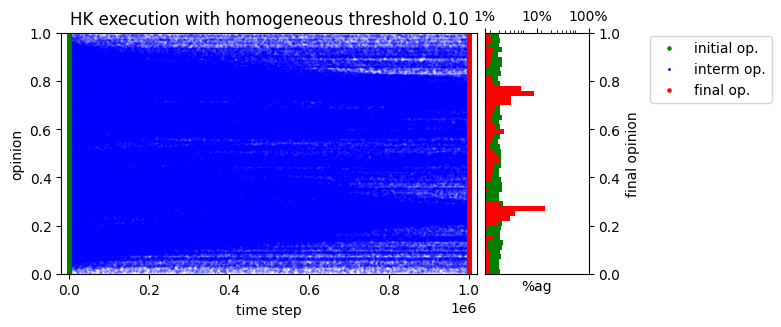 HK execution with homogeneous threshold 0.10
1% 10% 100%
initial op.
interm op.
final op.
1.0 1.0
0.8 0.8
0.6 0.6
0.4 0.4
0.2 0.2
0.0 0.0
opinion
final opinion
0.0 0.2 0.4 0.6 0.8 1.0
1e6
time step
%ag